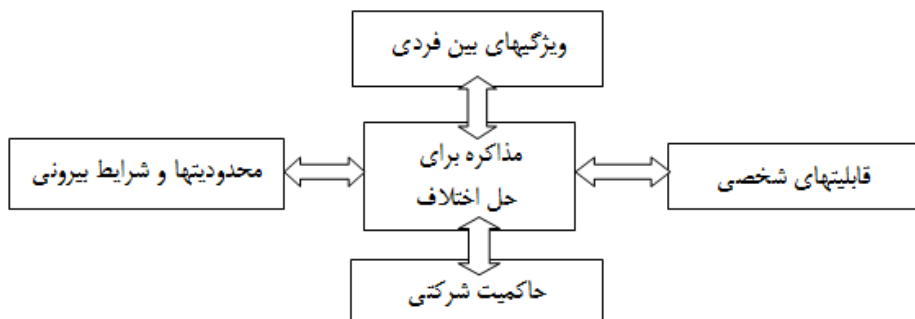 ویژگیهای بین فردی
مذاکره برای
حل اختلاف
قابلیتهای شخصی
محدودیتها و شرایط بیرونی
حاکمیت شرکتی